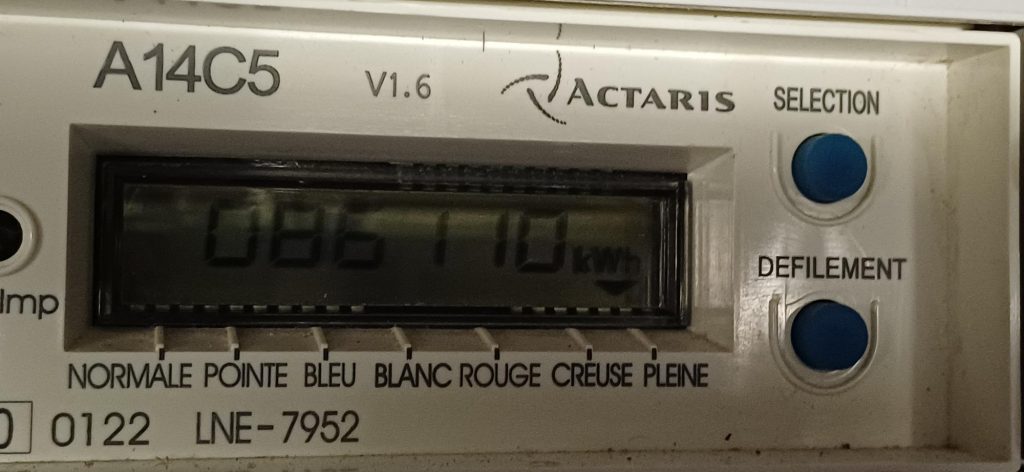 A14C5 V1.6 ACTARIS SELECTION
086110 kWh
DEFILEMENT
Imp
NORMALE POINTE BLEU BLANC ROUGE CREUSE PLEINE
0122 LNE-7952